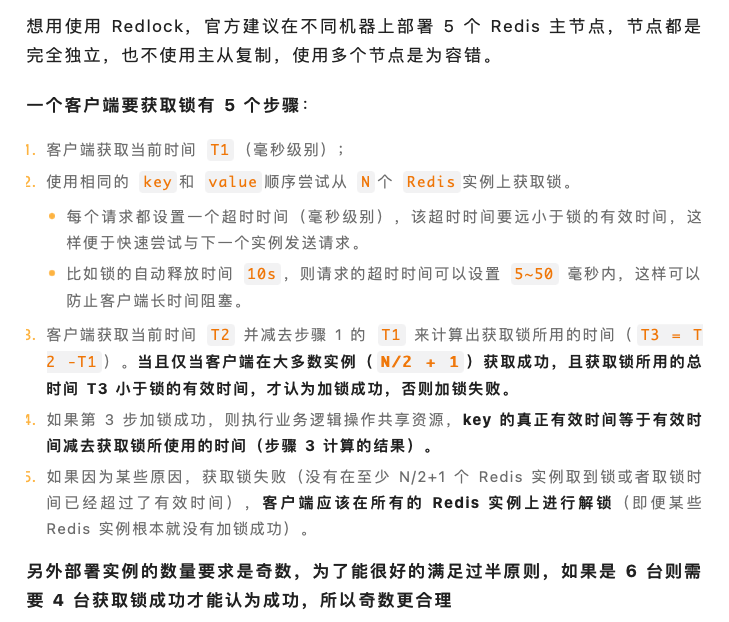 想用使用 Redlock，官方建议在不同机器上部署 5 个 Redis 主节点，节点都是
完全独立，也不使用主从复制，使用多个节点是为容错。
一个客户端要获取锁有 5 个步骤：
1. 客户端获取当前时间 T1 （毫秒级别）；
2. 使用相同的 key 和 value 顺序尝试从 N 个 Redis 实例上获取锁。
• 每个请求都设置一个超时时间（毫秒级别），该超时时间要远小于锁的有效时间，这
样便于快速尝试与下一个实例发送请求。
• 比如锁的自动释放时间 10s ，则请求的超时时间可以设置 5~50 毫秒内，这样可以
防止客户端长时间阻塞。
3. 客户端获取当前时间 T2 并减去步骤 1 的 T1 来计算出获取锁所用的时间（ T3 = T
2 -T1 ）。当且仅当客户端在大多数实例（ N/2 + 1 ）获取成功，且获取锁所用的总
时间 T3 小于锁的有效时间，才认为加锁成功，否则加锁失败。
4. 如果第 3 步加锁成功，则执行业务逻辑操作共享资源，key 的真正有效时间等于有效时
间减去获取锁所使用的时间（步骤 3 计算的结果）。
5. 如果因为某些原因，获取锁失败（没有在至少 N/2+1 个 Redis 实例取到锁或者取锁时
间已经超过了有效时间），客户端应该在所有的 Redis 实例上进行解锁（即便某些
Redis 实例根本就没有加锁成功）。
另外部署实例的数量要求是奇数，为了能很好的满足过半原则，如果是 6 台则需
要 4 台获取锁成功才能认为成功，所以奇数更合理